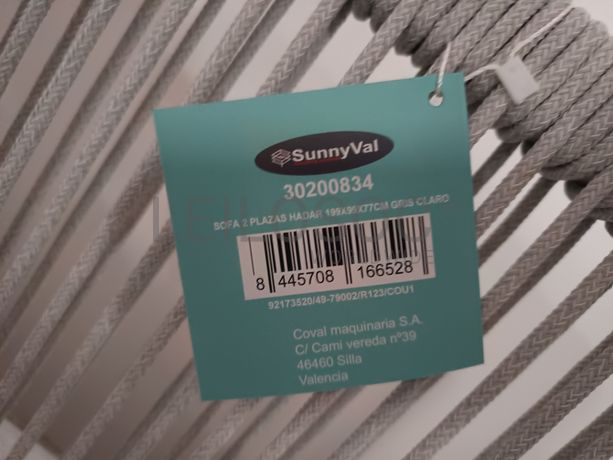 SunnyVal
30200834
SOFA 2 PLAZAS HADAR 199X99X77CM GRIS CLARO
8 445708 166528
92173520/49-79002/R123/COU1
Coval maquinaria S.A.
C/ Cami vereda nº39
46460 Silla
Valencia